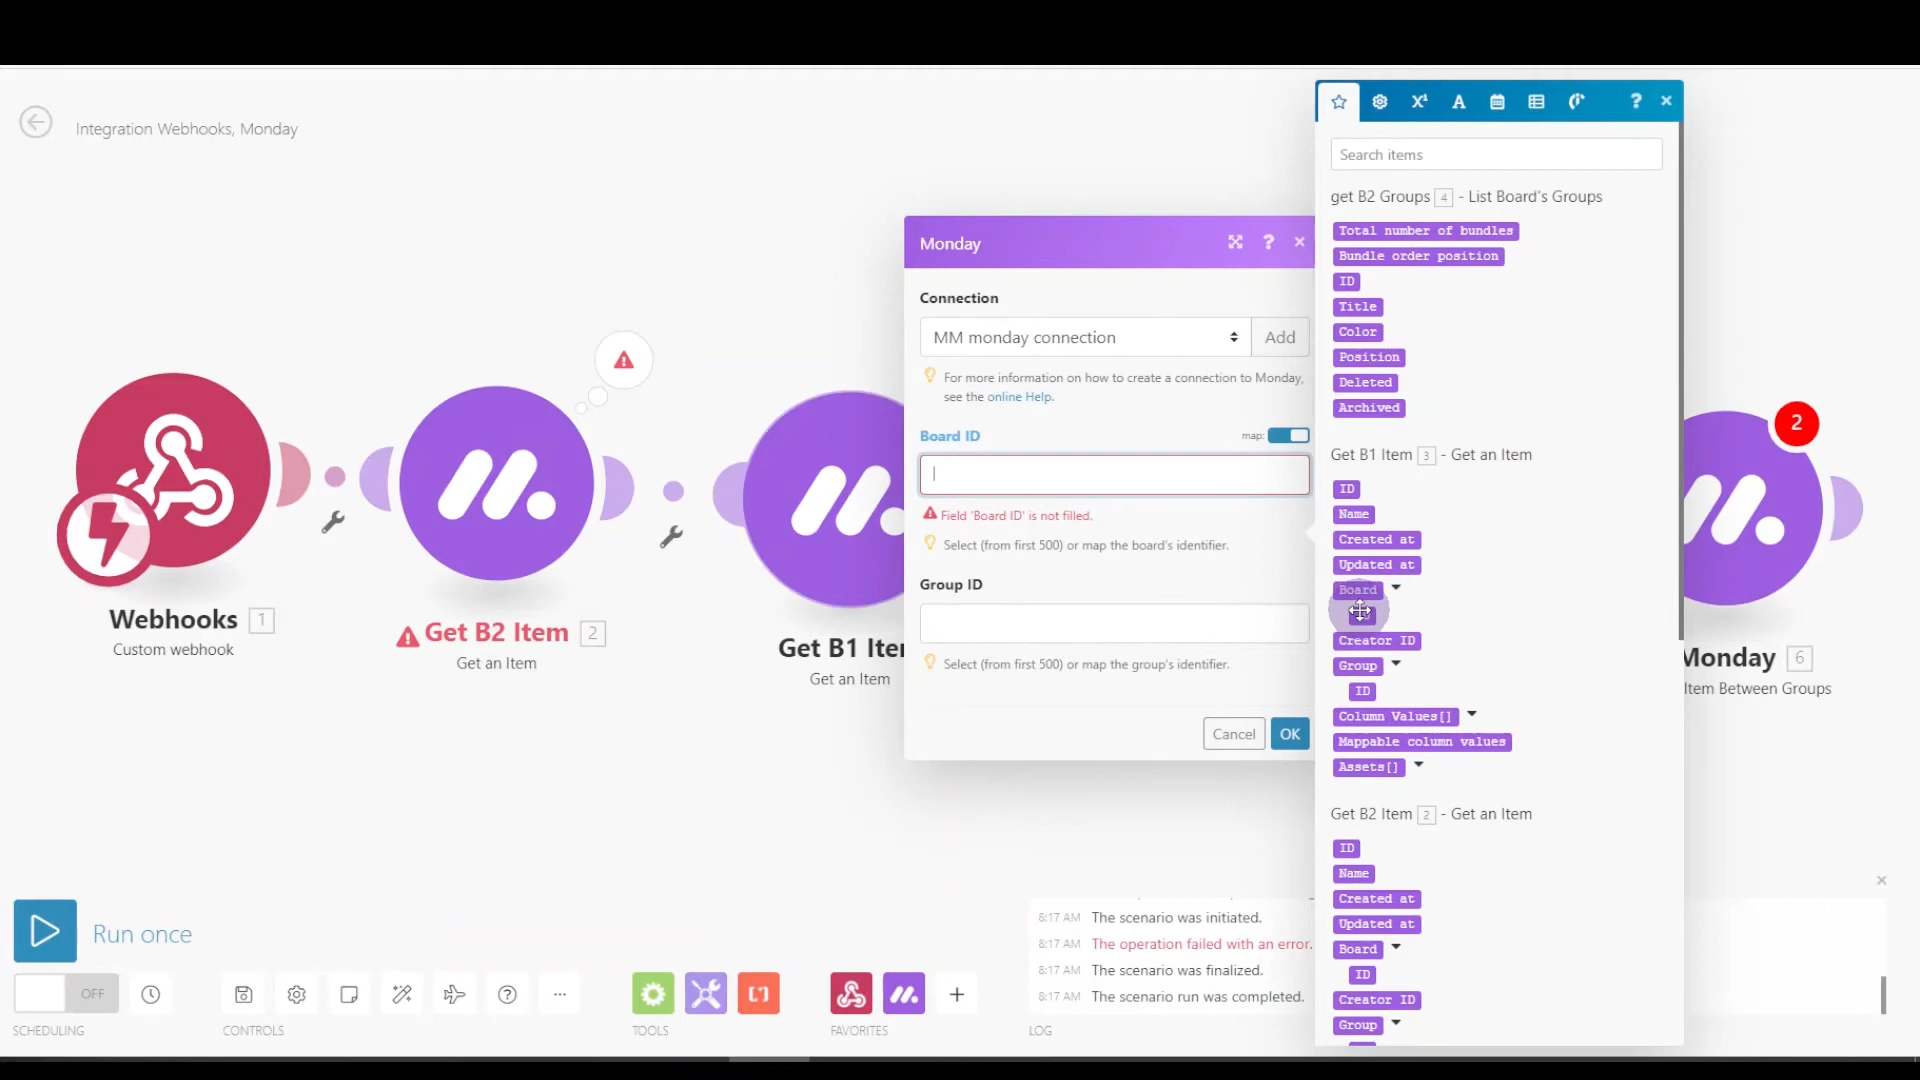 Integration Webhooks, Monday
Webhooks 1
Custom webhook
Get B2 Item 2
Get an Item
Get B1 Iter
Get an Item
Monday
Connection
MM monday connection
Add
For more information on how to create a connection to Monday,
see the online Help.
Board ID
map:
Field 'Board ID' is not filled.
Select (from first 500) or map the board's identifier.
Group ID
Select (from first 500) or map the group's identifier.
Cancel
OK
X¹
A
?
Search items
get B2 Groups 4 - List Board's Groups
Total number of bundles
Bundle order position
ID
Title
Color
Position
Deleted
Archived
Get B1 Item 3 - Get an Item
ID
Name
Created at
Updated at
Board
Creator ID
Group
ID
Column Values[]
Mappable column values
Assets[]
Get B2 Item 2 - Get an Item
ID
Name
Created at
Updated at
Board
ID
Creator ID
Group
2
Monday 6
Item Between Groups
Run once
OFF
SCHEDULING
CONTROLS
TOOLS
FAVORITES
LOG
8:17 AM The scenario was initiated.
8:17 AM The operation failed with an error.
8:17 AM The scenario was finalized.
8:17 AM The scenario run was completed.